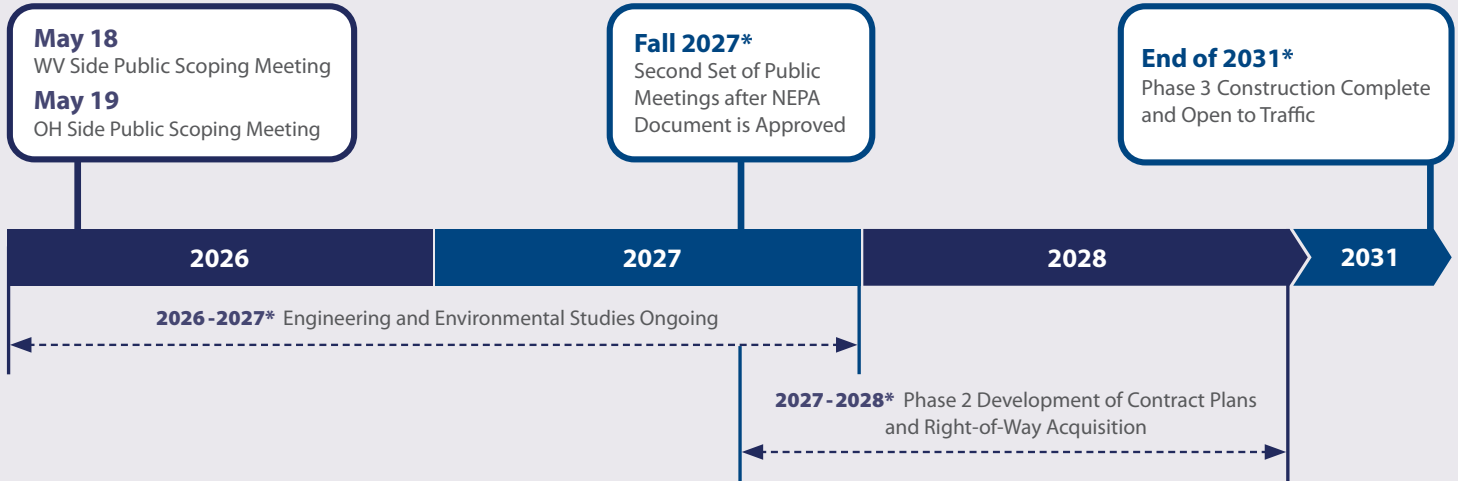 May 18
WV Side Public Scoping Meeting
May 19
OH Side Public Scoping Meeting
Fall 2027*
Second Set of Public
Meetings after NEPA
Document is Approved
End of 2031*
Phase 3 Construction Complete
and Open to Traffic
2026
2027
2028
2031
2026-2027* Engineering and Environmental Studies Ongoing
2027-2028* Phase 2 Development of Contract Plans
and Right-of-Way Acquisition